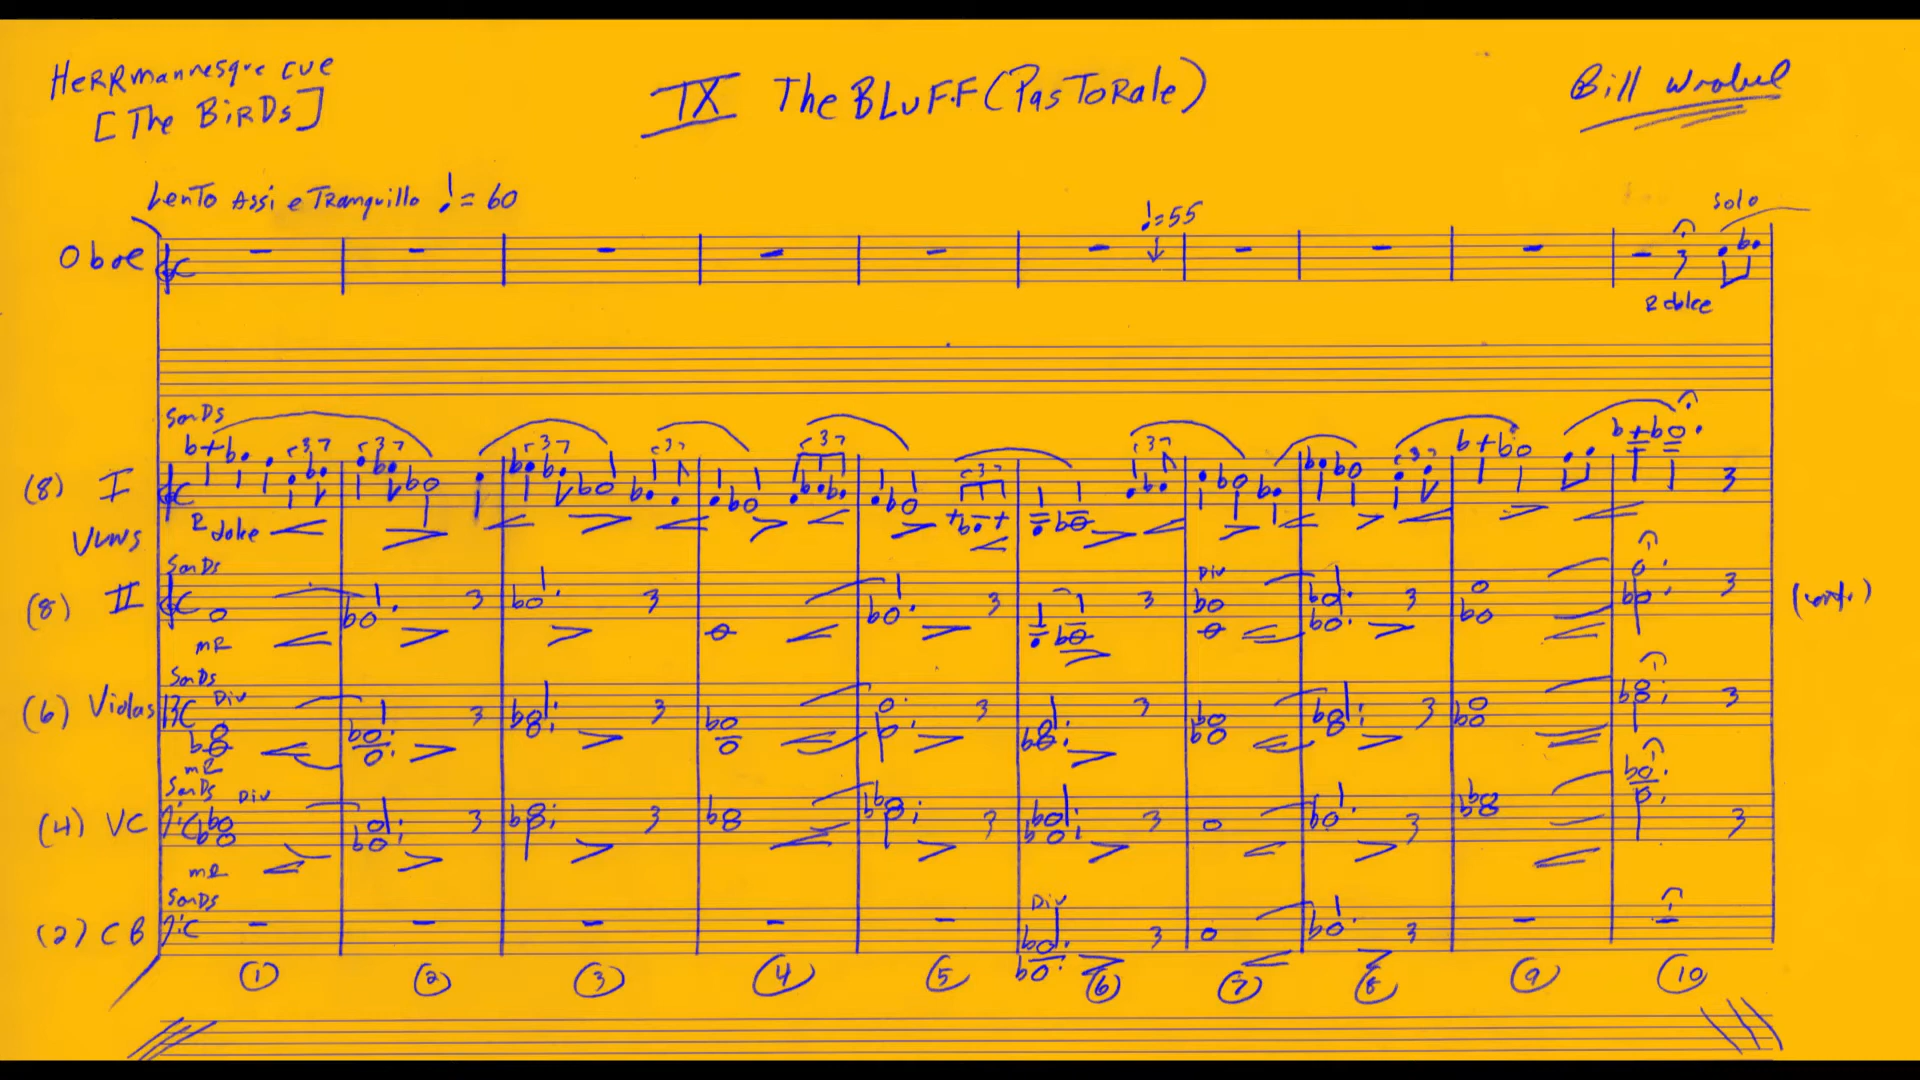 HeRRmannesque cue
[The BiRDs]
IX The BLuFF (PasToRale)
Bill Wrobel
LenTo Assi e TRanquillo ♩= 60
♩=55
Solo
Oboe
P dolce
SorDs
(8) I
P dolce
VLNS
SorDs
Div
(8) II
mP
SorDs
Div
(6) Violas
mP
SorDs
Div
(4) VC
mP
SorDs
Div
(2) CB
1 2 3 4 5 6 7 8 9 10